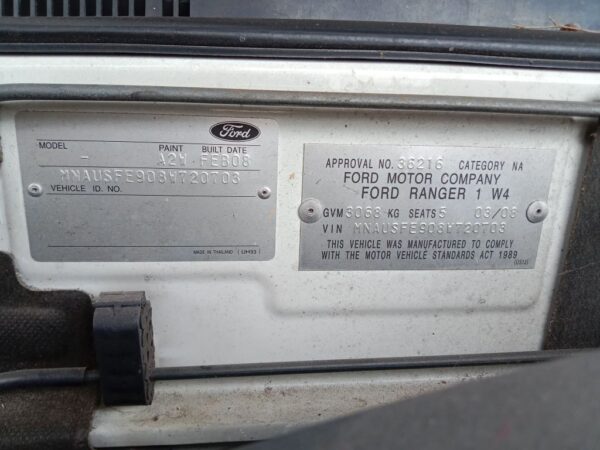 Ford
MODEL PAINT BUILT DATE
- A2W FEB08
MNAUSFE908W720703
VEHICLE ID. NO.
MADE IN THAILAND
APPROVAL NO. 36216 CATEGORY NA
FORD MOTOR COMPANY
FORD RANGER 1 W4
GVM 3068 KG SEATS 5 03/08
VIN MNAUSFE908W720703
THIS VEHICLE WAS MANUFACTURED TO COMPLY
WITH THE MOTOR VEHICLE STANDARDS ACT 1989